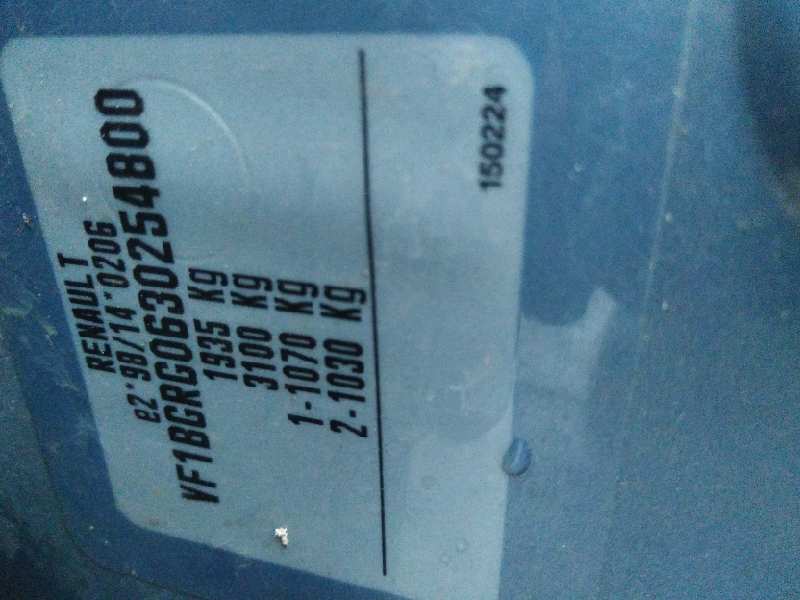 RENAULT
e2*98/14*0206
VF1BGRG0630254800
1935 Kg
3100 Kg
1-1070 Kg
2-1030 Kg
150224